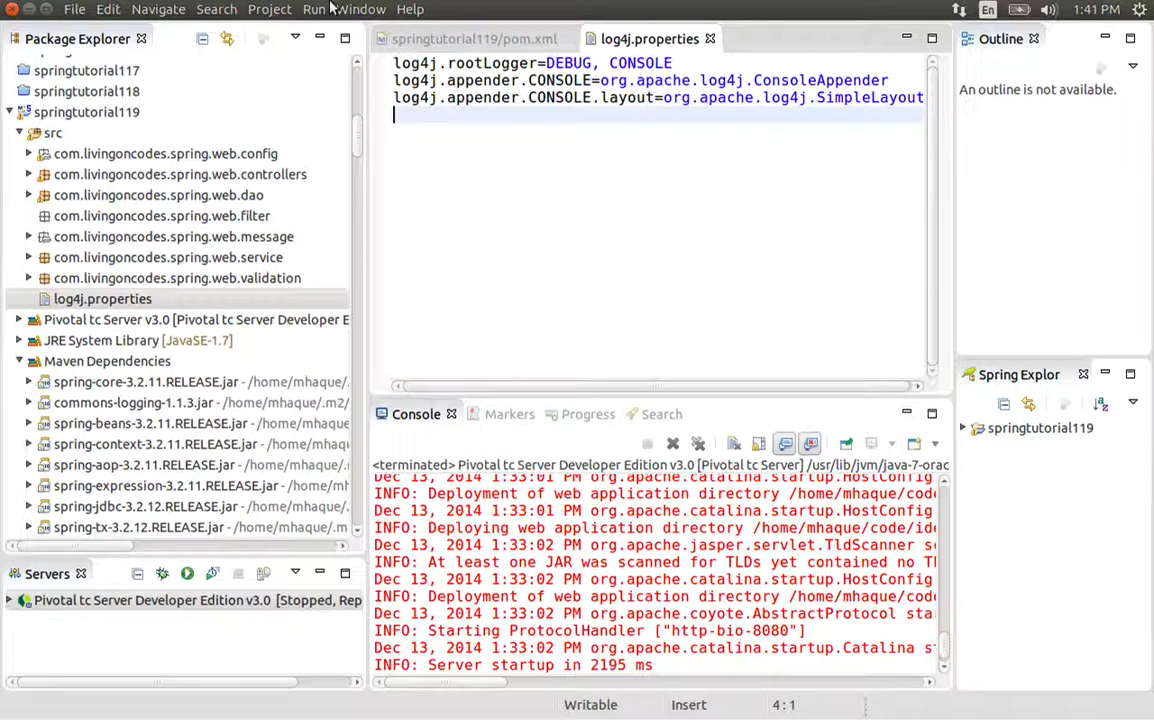 File Edit Navigate Search Project Run Window Help
En 1:41 PM
Package Explorer
springtutorial117
springtutorial118
springtutorial119
src
com.livingoncodes.spring.web.config
com.livingoncodes.spring.web.controllers
com.livingoncodes.spring.web.dao
com.livingoncodes.spring.web.filter
com.livingoncodes.spring.web.message
com.livingoncodes.spring.web.service
com.livingoncodes.spring.web.validation
log4j.properties
Pivotal tc Server v3.0 [Pivotal tc Server Developer E
JRE System Library [JavaSE-1.7]
Maven Dependencies
spring-core-3.2.11.RELEASE.jar - /home/mhaque/.
commons-logging-1.1.3.jar - /home/mhaque/.m2/
spring-beans-3.2.11.RELEASE.jar - /home/mhaque/
spring-context-3.2.11.RELEASE.jar - /home/mhaqu
spring-aop-3.2.11.RELEASE.jar - /home/mhaque/.m
spring-expression-3.2.11.RELEASE.jar - /home/mh
spring-jdbc-3.2.12.RELEASE.jar - /home/mhaque/.
spring-tx-3.2.12.RELEASE.jar - /home/mhaque/.m
Servers
Pivotal tc Server Developer Edition v3.0 [Stopped, Rep
springtutorial119/pom.xml
log4j.properties
log4j.rootLogger=DEBUG, CONSOLE
log4j.appender.CONSOLE=org.apache.log4j.ConsoleAppender
log4j.appender.CONSOLE.layout=org.apache.log4j.SimpleLayout
Console Markers Progress Search
<terminated> Pivotal tc Server Developer Edition v3.0 [Pivotal tc Server] /usr/lib/jvm/java-7-orac
Dec 13, 2014 1:33:01 PM org.apache.catalina.startup.HostConfig
INFO: Deployment of web application directory /home/mhaque/code
Dec 13, 2014 1:33:01 PM org.apache.catalina.startup.HostConfig
INFO: Deploying web application directory /home/mhaque/code/ide
Dec 13, 2014 1:33:02 PM org.apache.jasper.servlet.TldScanner s
INFO: At least one JAR was scanned for TLDs yet contained no T
Dec 13, 2014 1:33:02 PM org.apache.catalina.startup.HostConfig
INFO: Deployment of web application directory /home/mhaque/code
Dec 13, 2014 1:33:02 PM org.apache.coyote.AbstractProtocol sta
INFO: Starting ProtocolHandler ["http-bio-8080"]
Dec 13, 2014 1:33:02 PM org.apache.catalina.startup.Catalina s
INFO: Server startup in 2195 ms
Outline
An outline is not available.
Spring Explor
springtutorial119
Writable Insert 4 : 1